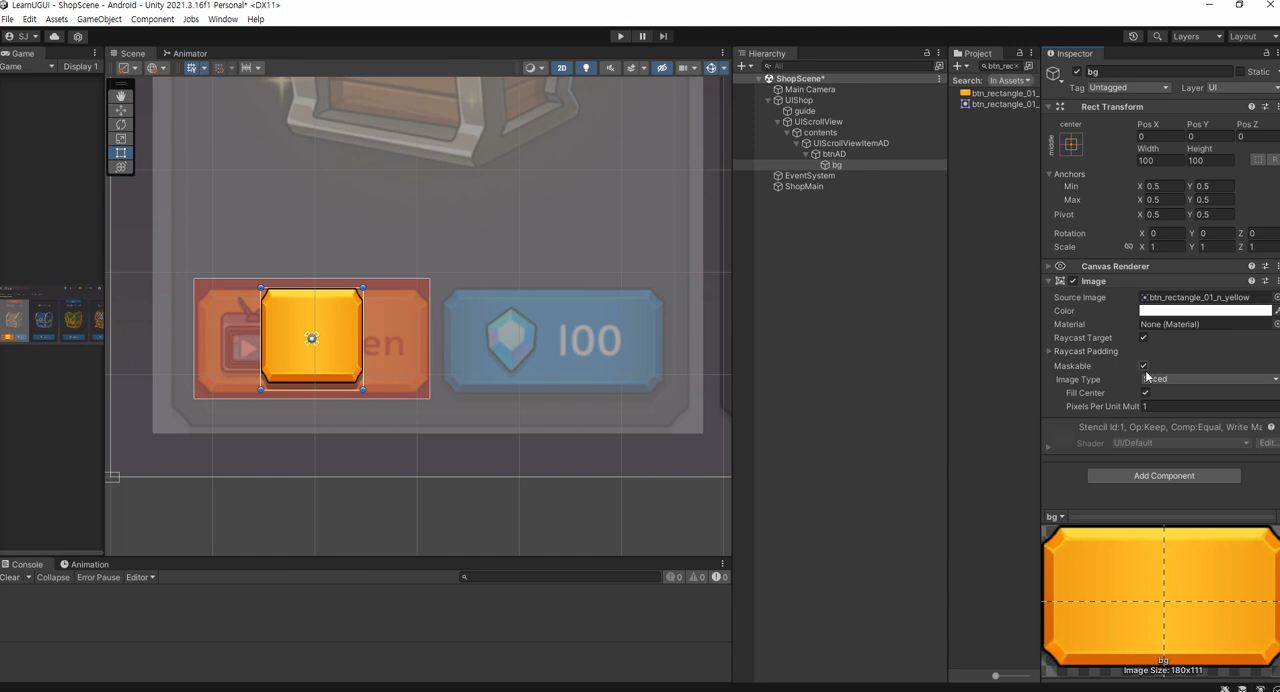 LearnUGUI - ShopScene - Android - Unity 2021.3.16f1 Personal* <DX11>
File Edit Assets GameObject Component Jobs Window Help
SJ
Layers
Layout
Game
Game Display 1
Scene Animator
2D
en
100
Console Animation
Clear Collapse Error Pause Editor
0 0 0
Hierarchy
All
ShopScene*
Main Camera
UIShop
guide
UIScrollView
contents
UIScrollViewItemAD
btnAD
bg
EventSystem
ShopMain
Project
btn_rec
Search: In Assets
btn_rectangle_01_
btn_rectangle_01_
Inspector
bg Static
Tag Untagged Layer UI
Rect Transform
center
middle
Pos X Pos Y Pos Z
0 0 0
Width Height
100 100
R
Anchors
Min X 0.5 Y 0.5
Max X 0.5 Y 0.5
Pivot X 0.5 Y 0.5
Rotation X 0 Y 0 Z 0
Scale X 1 Y 1 Z 1
Canvas Renderer
Image
Source Image btn_rectangle_01_n_yellow
Color
Material None (Material)
Raycast Target
Raycast Padding
Maskable
Image Type
Fill Center
Pixels Per Unit Mult 1
Stencil Id:1, Op:Keep, Comp:Equal, Write Ma
Shader UI/Default Edit...
Add Component
bg
bg
Image Size: 180x111